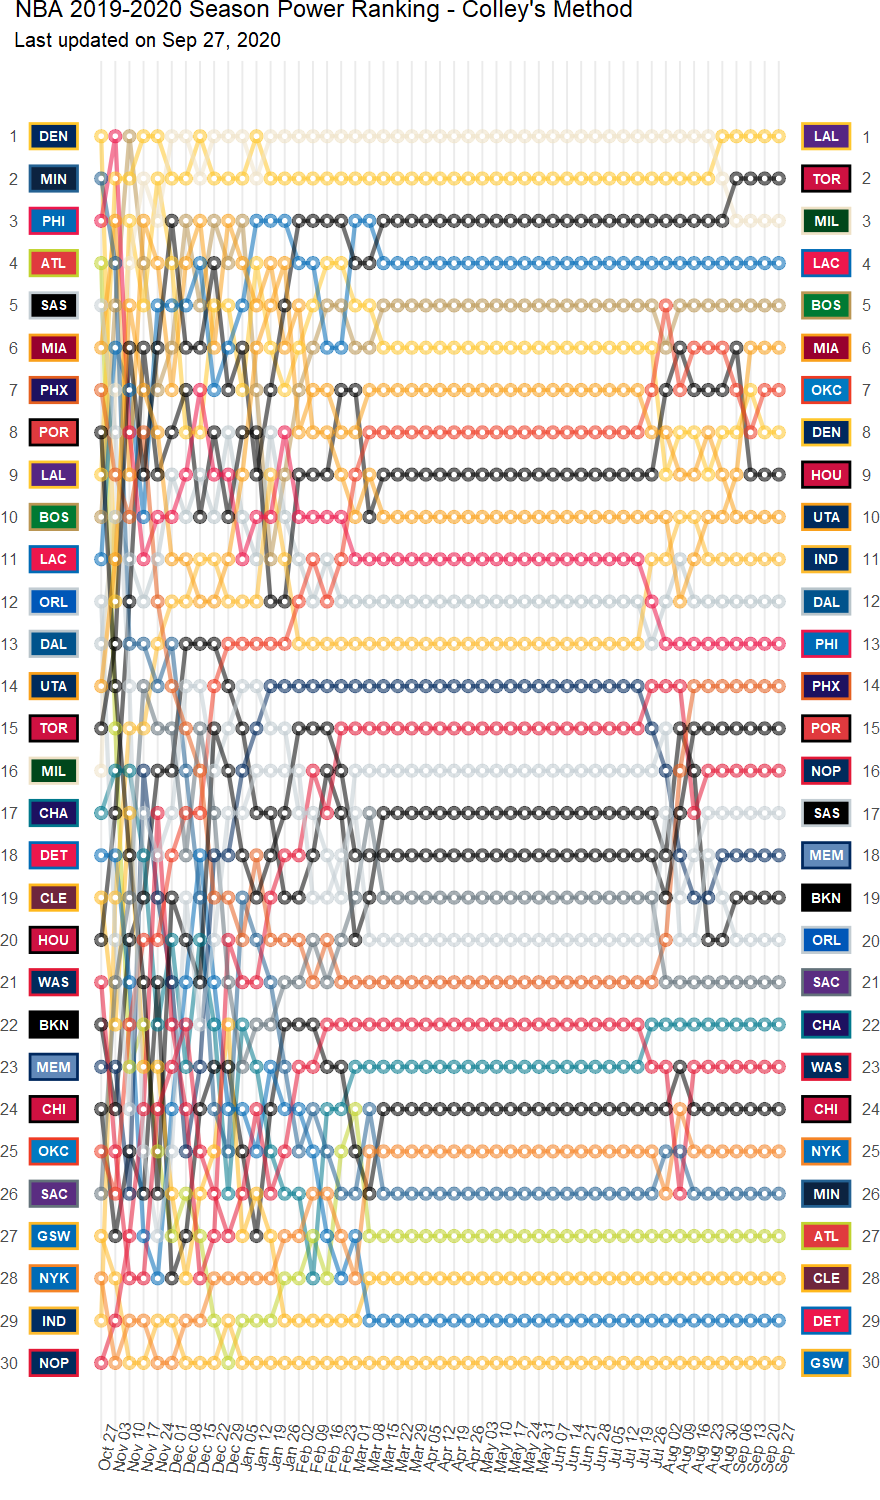 NBA 2019-2020 Season Power Ranking - Colley's Method
Last updated on Sep 27, 2020
1 DEN LAL 1
2 MIN TOR 2
3 PHI MIL 3
4 ATL LAC 4
5 SAS BOS 5
6 MIA MIA 6
7 PHX OKC 7
8 POR DEN 8
9 LAL HOU 9
10 BOS UTA 10
11 LAC IND 11
12 ORL DAL 12
13 DAL PHI 13
14 UTA PHX 14
15 TOR POR 15
16 MIL NOP 16
17 CHA SAS 17
18 DET MEM 18
19 CLE BKN 19
20 HOU ORL 20
21 WAS SAC 21
22 BKN CHA 22
23 MEM WAS 23
24 CHI CHI 24
25 OKC NYK 25
26 SAC MIN 26
27 GSW ATL 27
28 NYK CLE 28
29 IND DET 29
30 NOP GSW 30
Oct 27 Nov 03 Nov 10 Nov 17 Nov 24 Dec 01 Dec 08 Dec 15 Dec 22 Dec 29 Jan 05 Jan 12 Jan 19 Jan 26 Feb 02 Feb 09 Feb 16 Feb 23 Mar 01 Mar 08 Mar 15 Mar 22 Mar 29 Apr 05 Apr 12 Apr 19 Apr 26 May 03 May 10 May 17 May 24 May 31 Jun 07 Jun 14 Jun 21 Jun 28 Jul 05 Jul 12 Jul 19 Jul 26 Aug 02 Aug 09 Aug 16 Aug 23 Aug 30 Sep 06 Sep 13 Sep 20 Sep 27